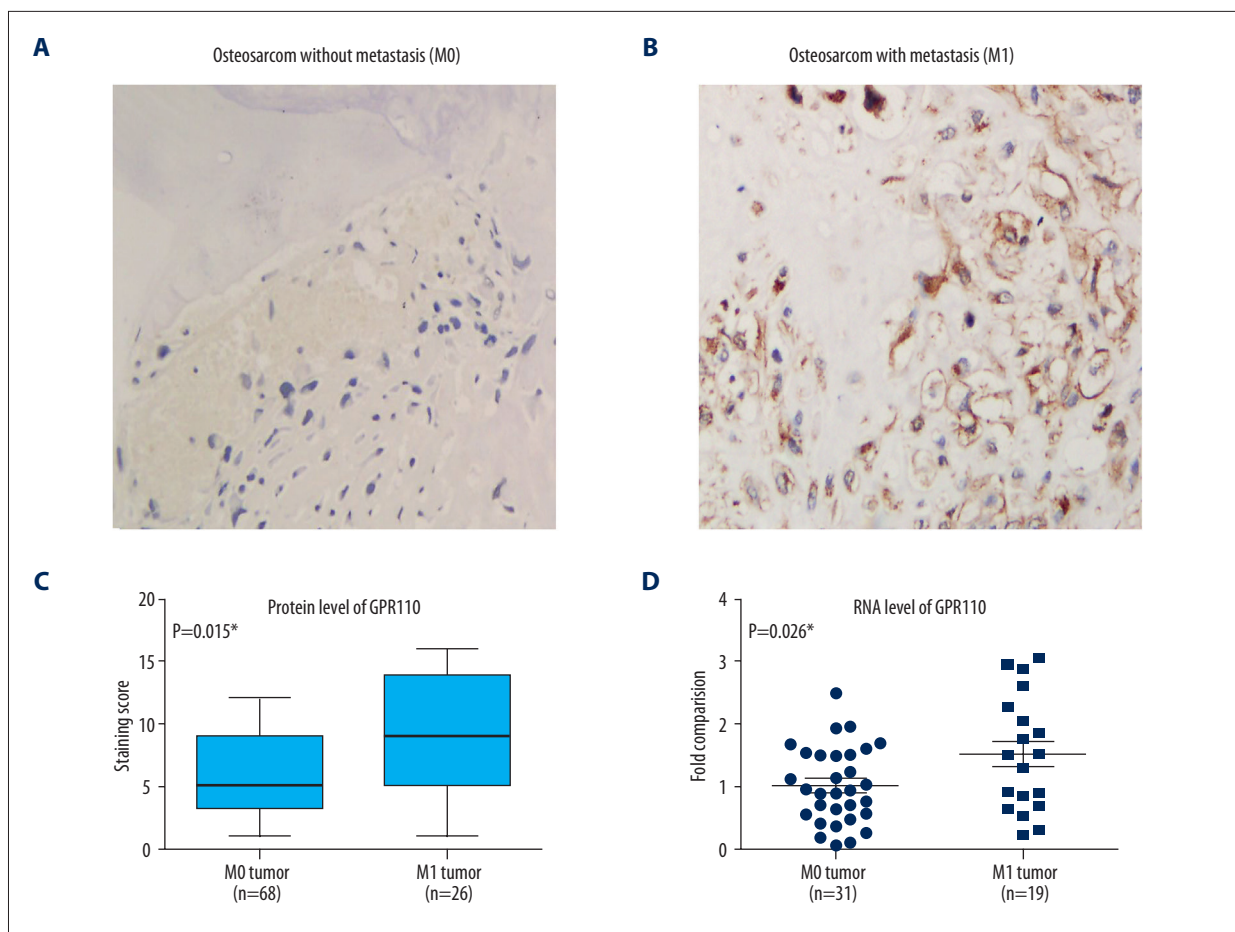 A
Osteosarcom without metastasis (M0)
B
Osteosarcom with metastasis (M1)
C
Protein level of GPR110
P=0.015*
Staining score
20
15
10
5
0
M0 tumor
(n=68)
M1 tumor
(n=26)
D
RNA level of GPR110
P=0.026*
Fold comparision
4
3
2
1
0
M0 tumor
(n=31)
M1 tumor
(n=19)